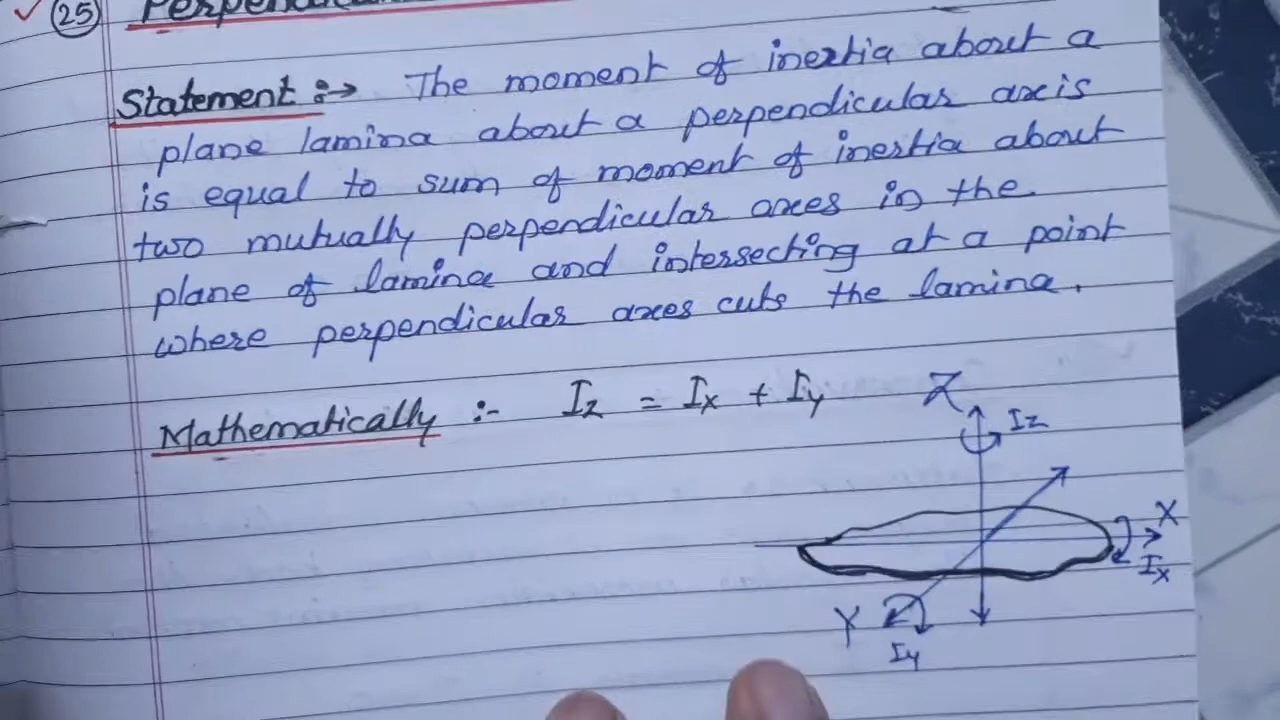 25
Statement :→ The moment of inertia about a
plane lamina about a perpendicular axis
is equal to sum of moment of inertia about
two mutually perpendicular axes in the
plane of lamina and intersecting at a point
where perpendicular axes cuts the lamina.
Mathematically :- Iz = Ix + Iy
Z
Iz
X
Ix
Y
Iy